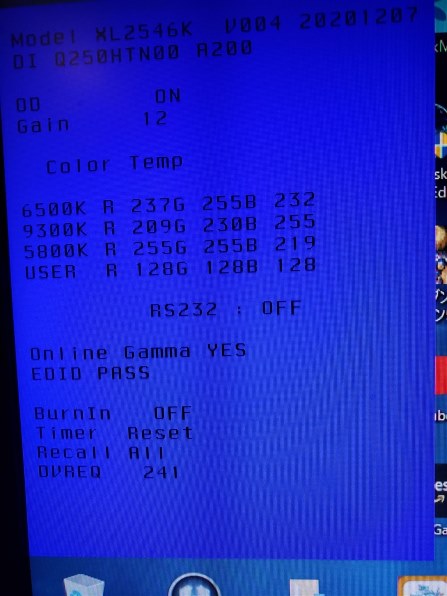 Model XL2546K V004 20201207
DI Q250HTN00 A200
OD ON
Gain 12
Color Temp
6500K R 237G 255B 232
9300K R 209G 230B 255
5800K R 255G 255B 219
USER R 128G 128B 128
RS232 : OFF
Online Gamma YES
EDID PASS
BurnIn OFF
Timer Reset
Recall All
OVREQ 241